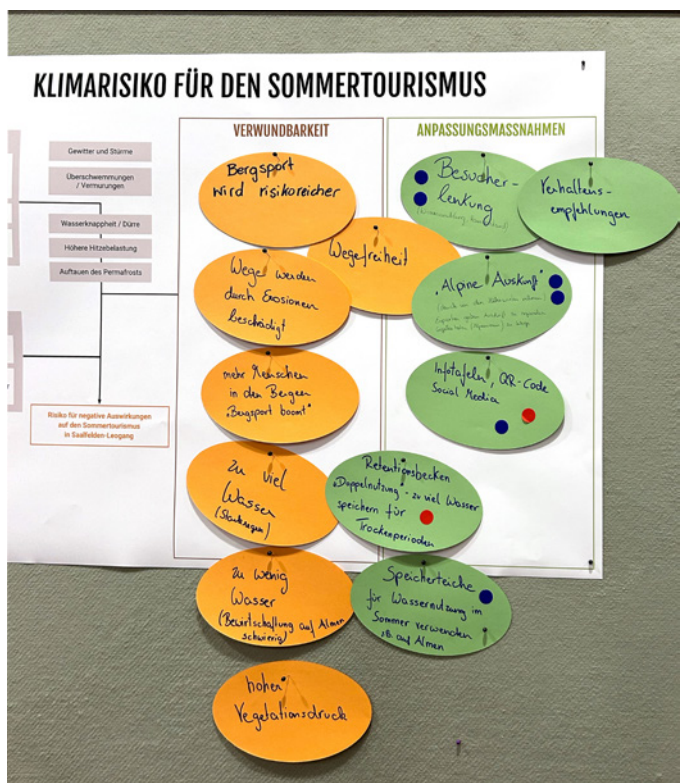 KLIMARISIKO FÜR DEN SOMMERTOURISMUS
Gewitter und Stürme
Überschwemmungen
/ Vermurungen
Wasserknappheit / Dürre
Höhere Hitzebelastung
Auftauen des Permafrosts
Risiko für negative Auswirkungen
auf den Sommertourismus
in Saalfelden-Leogang
VERWUNDBARKEIT
Bergsport
wird risikoreicher
Wegefreiheit
Wege werden
durch Erosionen
beschädigt
mehr Menschen
in den Bergen
"Bergsport boomt"
Zu viel
Wasser
(Starkregen)
Zu wenig
Wasser
(Bewirtschaftung auf Almen
schwierig)
hoher
Vegetationsdruck
ANPASSUNGSMASSNAHMEN
Besucher-
lenkung
Verhaltens-
empfehlungen
"Alpine Auskunft"
Infotafeln, QR-Code
Social Media
Retentionsbecken
"Doppelnutzung" - zu viel Wasser
speichern für
Trockenperioden
Speicherteiche
für Wassernutzung im
Sommer verwenden
zB. auf Almen